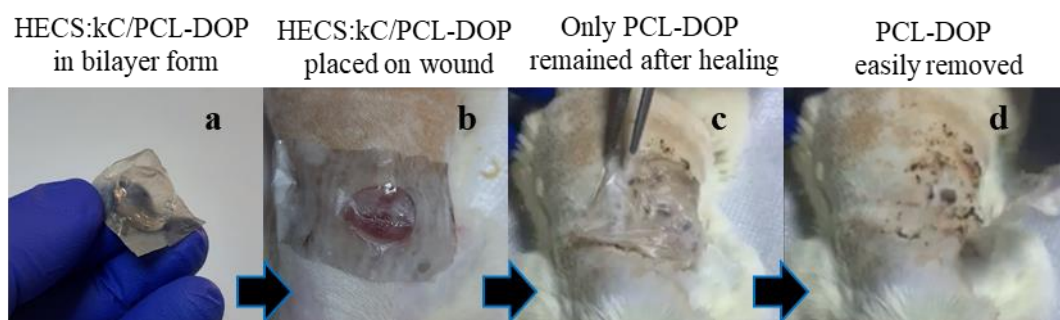 HECS:kC/PCL-DOP
in bilayer form
HECS:kC/PCL-DOP
placed on wound
Only PCL-DOP
remained after healing
PCL-DOP
easily removed
a
b
c
d